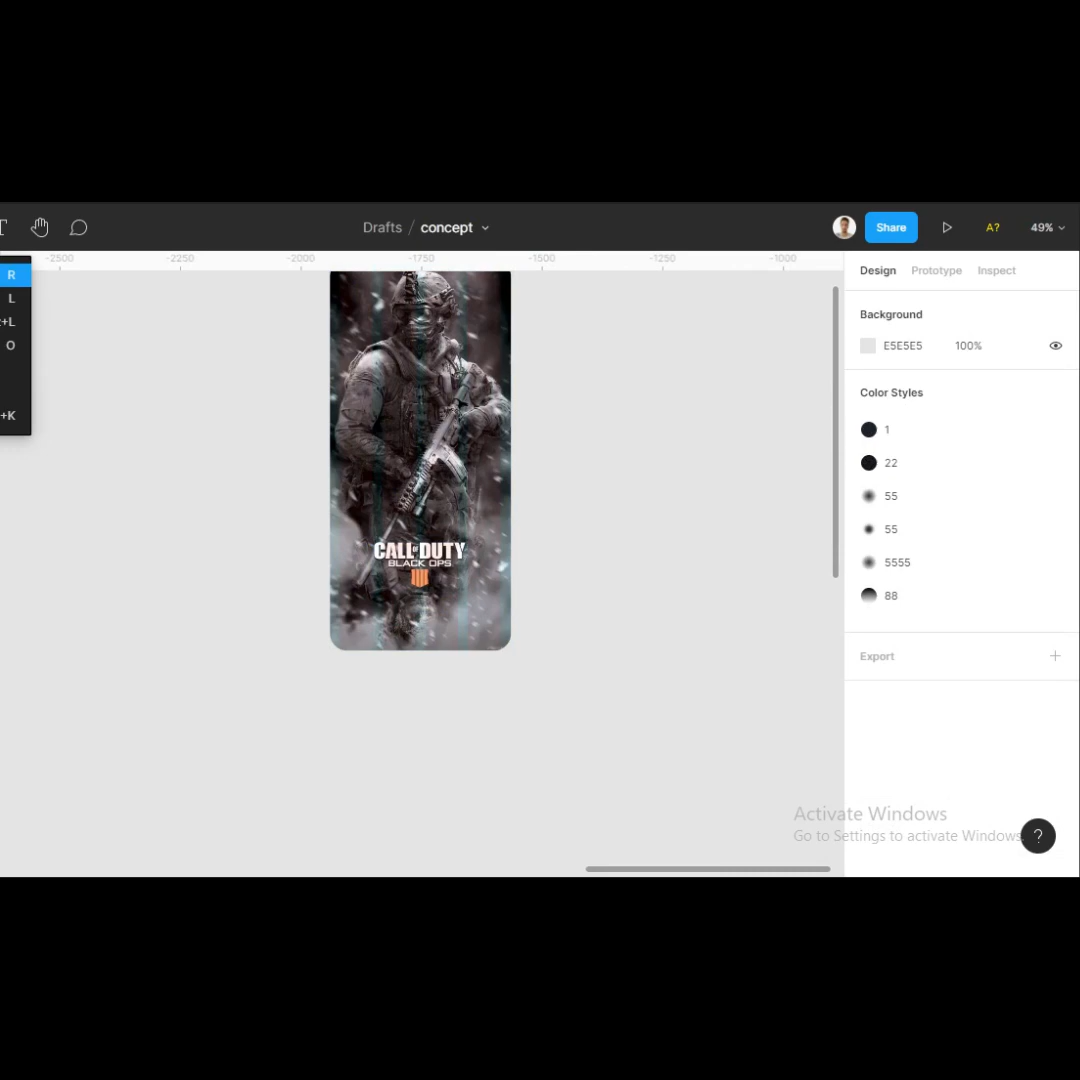 T
Drafts / concept
Share
A?
49%
-2500 -2250 -2000 -1750 -1500 -1250 -1000
R
L
+L
O
+K
Design Prototype Inspect
Background
E5E5E5 100%
Color Styles
1
22
55
55
5555
88
Export
CALL OF DUTY
BLACK OPS
IIII
Activate Windows
Go to Settings to activate Windows.
?